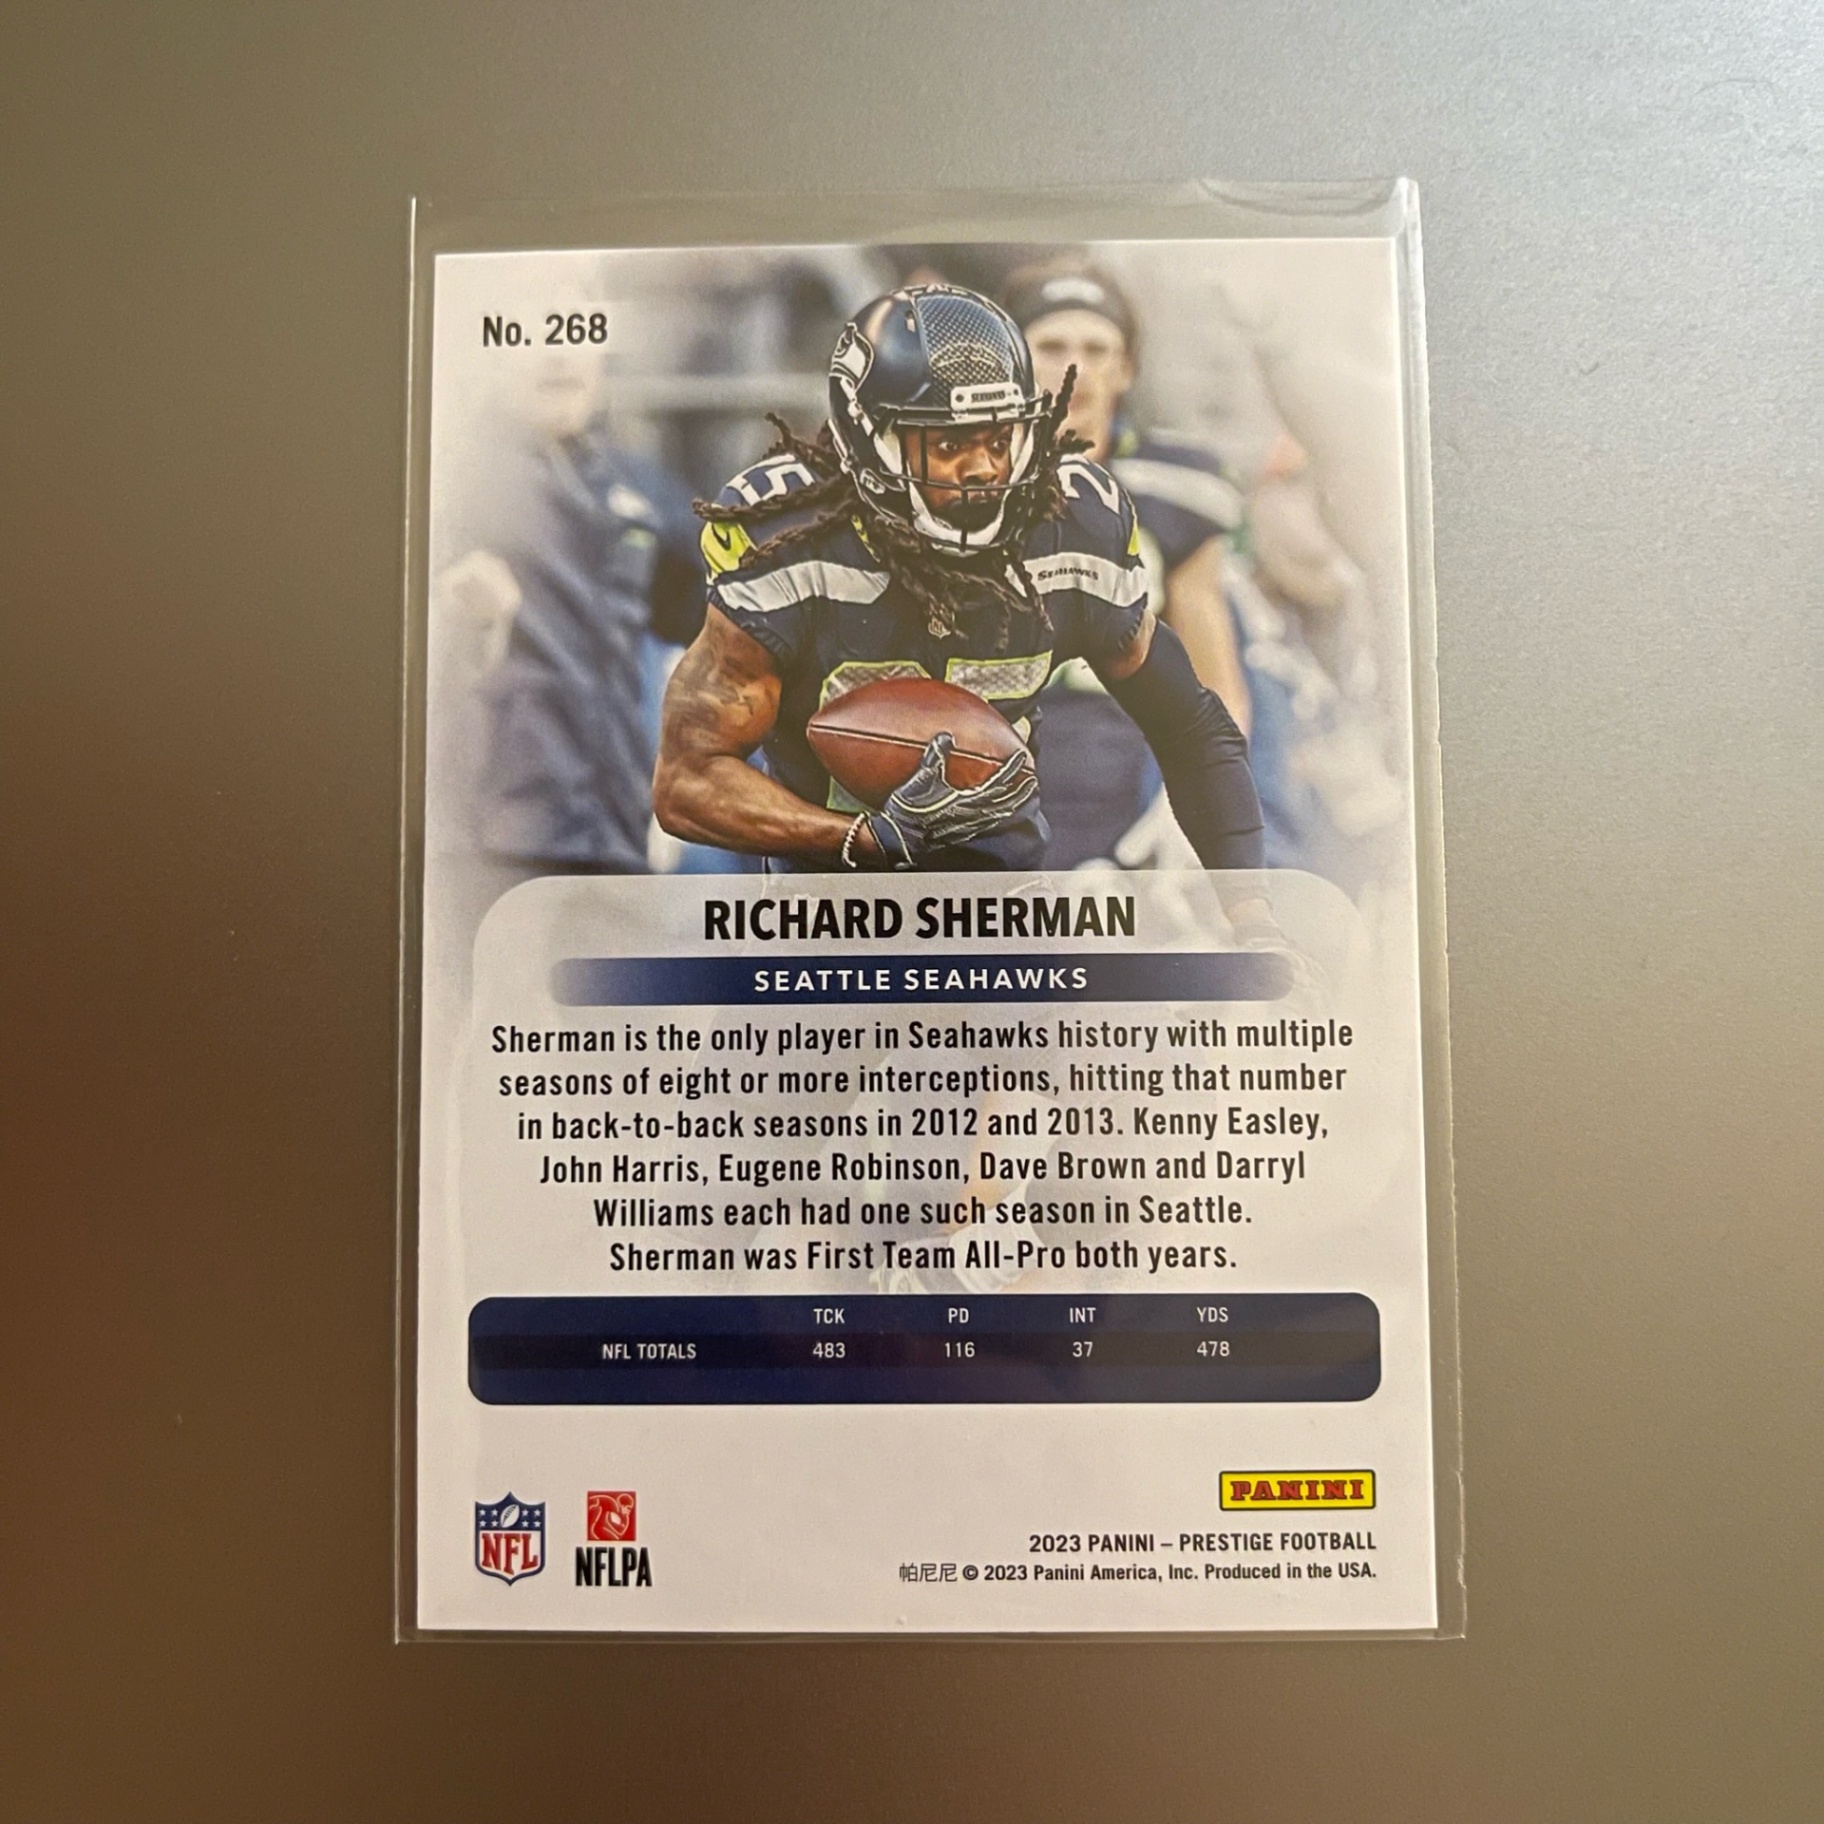 No. 268
SEAHAWKS
25
SEAHAWKS
RICHARD SHERMAN
SEATTLE SEAHAWKS
Sherman is the only player in Seahawks history with multiple
seasons of eight or more interceptions, hitting that number
in back-to-back seasons in 2012 and 2013. Kenny Easley,
John Harris, Eugene Robinson, Dave Brown and Darryl
Williams each had one such season in Seattle.
Sherman was First Team All-Pro both years.
TCK PD INT YDS
NFL TOTALS 483 116 37 478
PANINI
NFL NFLPA
2023 PANINI – PRESTIGE FOOTBALL
帕尼尼 © 2023 Panini America, Inc. Produced in the USA.